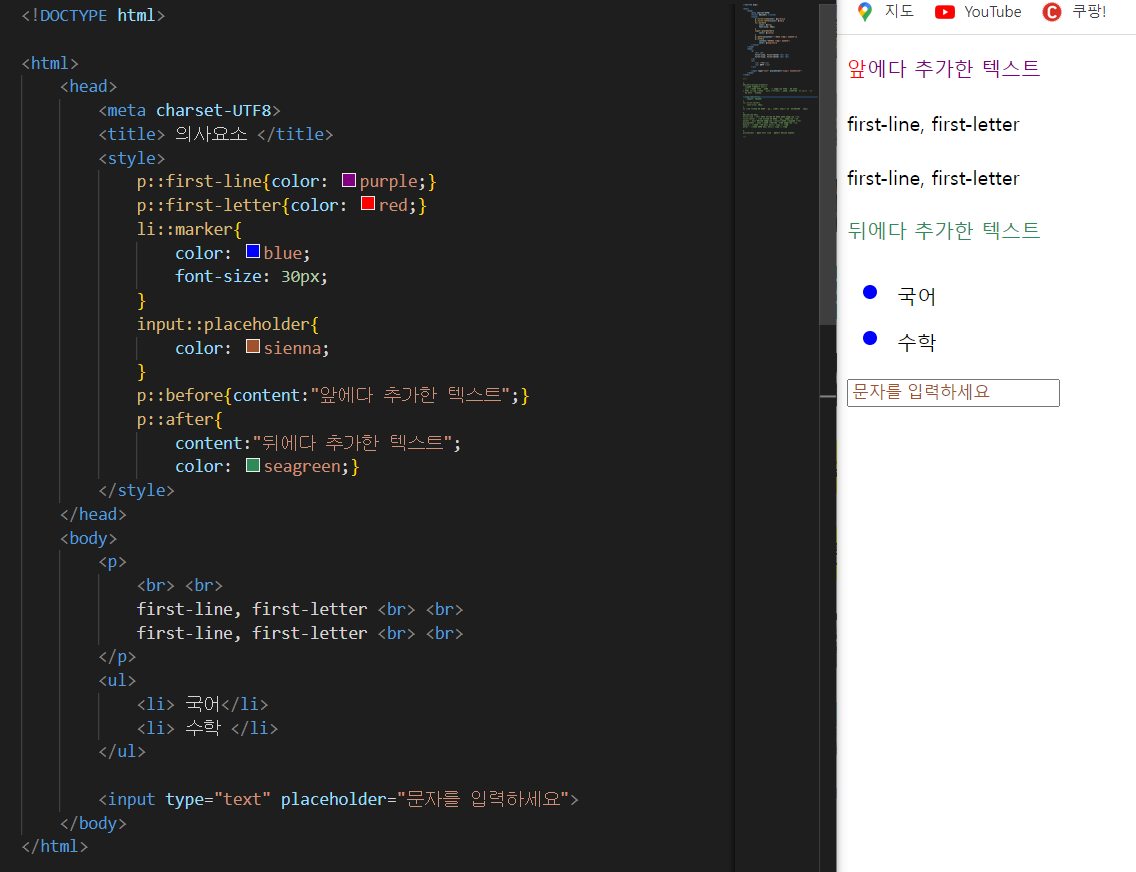 <!DOCTYPE html>
<html>
<head>
<meta charset-UTF8>
<title> 의사요소 </title>
<style>
p::first-line{color: purple;}
p::first-letter{color: red;}
li::marker{
color: blue;
font-size: 30px;
}
input::placeholder{
color: sienna;
}
p::before{content:"앞에다 추가한 텍스트";}
p::after{
content:"뒤에다 추가한 텍스트";
color: seagreen;}
</style>
</head>
<body>
<p>
<br> <br>
first-line, first-letter <br> <br>
first-line, first-letter <br> <br>
</p>
<ul>
<li> 국어</li>
<li> 수학 </li>
</ul>
<input type="text" placeholder="문자를 입력하세요">
</body>
</html>
지도 YouTube C 쿠팡!
앞에다 추가한 텍스트
first-line, first-letter
first-line, first-letter
뒤에다 추가한 텍스트
국어
수학
문자를 입력하세요